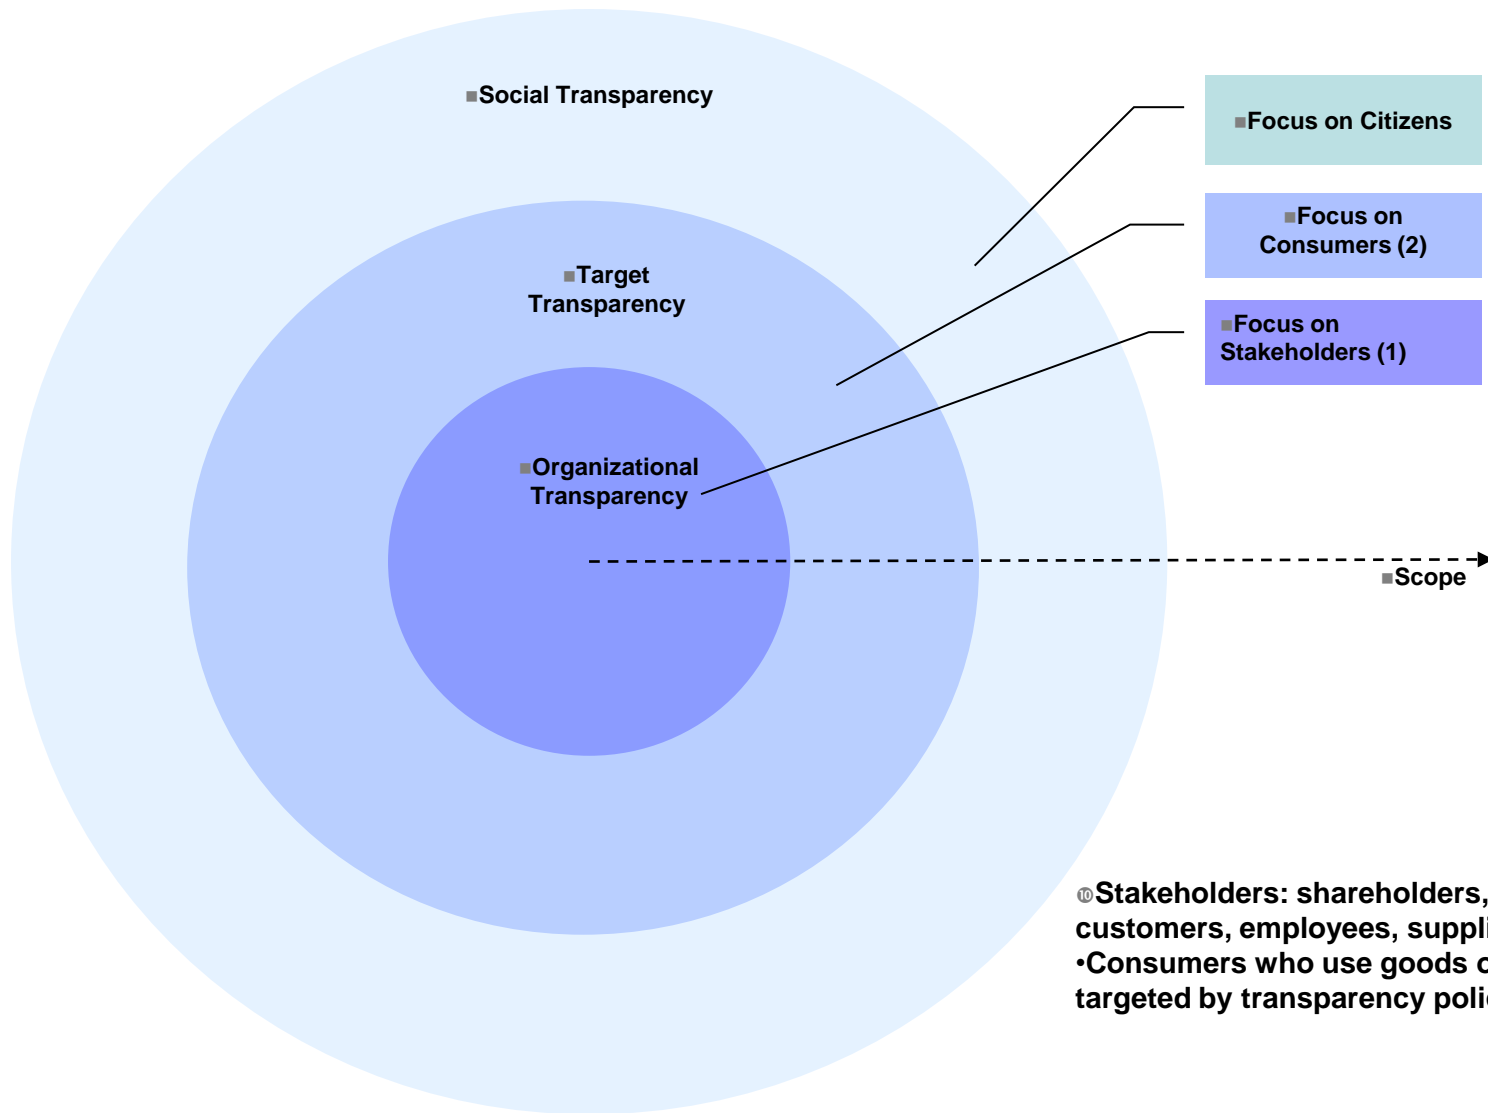 ■Social Transparency
■Focus on Citizens
■Focus on
Consumers (2)
■Target
Transparency
■Focus on
Stakeholders (1)
■Organizational
Transparency
■Scope
❿Stakeholders: shareholders,
customers, employees,
•Consumers who use goods
targeted by transparency